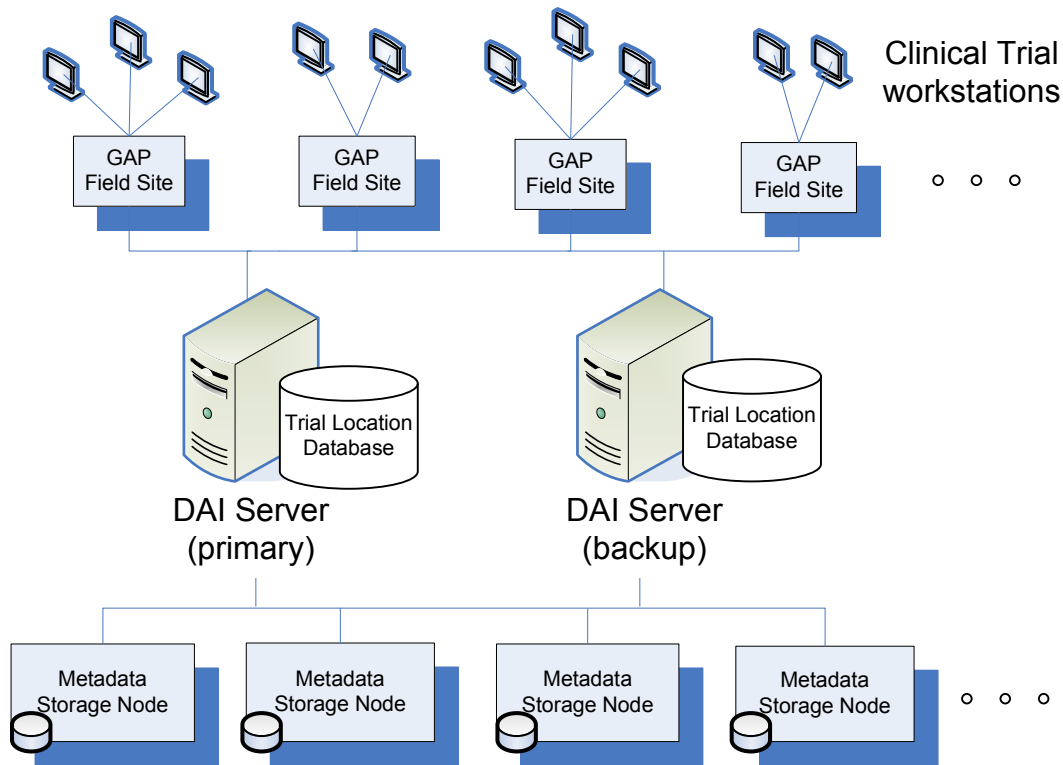 Clinical Trial
workstations
GAP
Field Site
GAP
Field Site
GAP
Field Site
GAP
Field Site
Trial Location
Database
Trial Location
Database
DAI Server
(primary)
DAI Server
(backup)
Metadata
Storage Node
Metadata
Storage Node
Metadata
Storage Node
Metadata
Storage Node